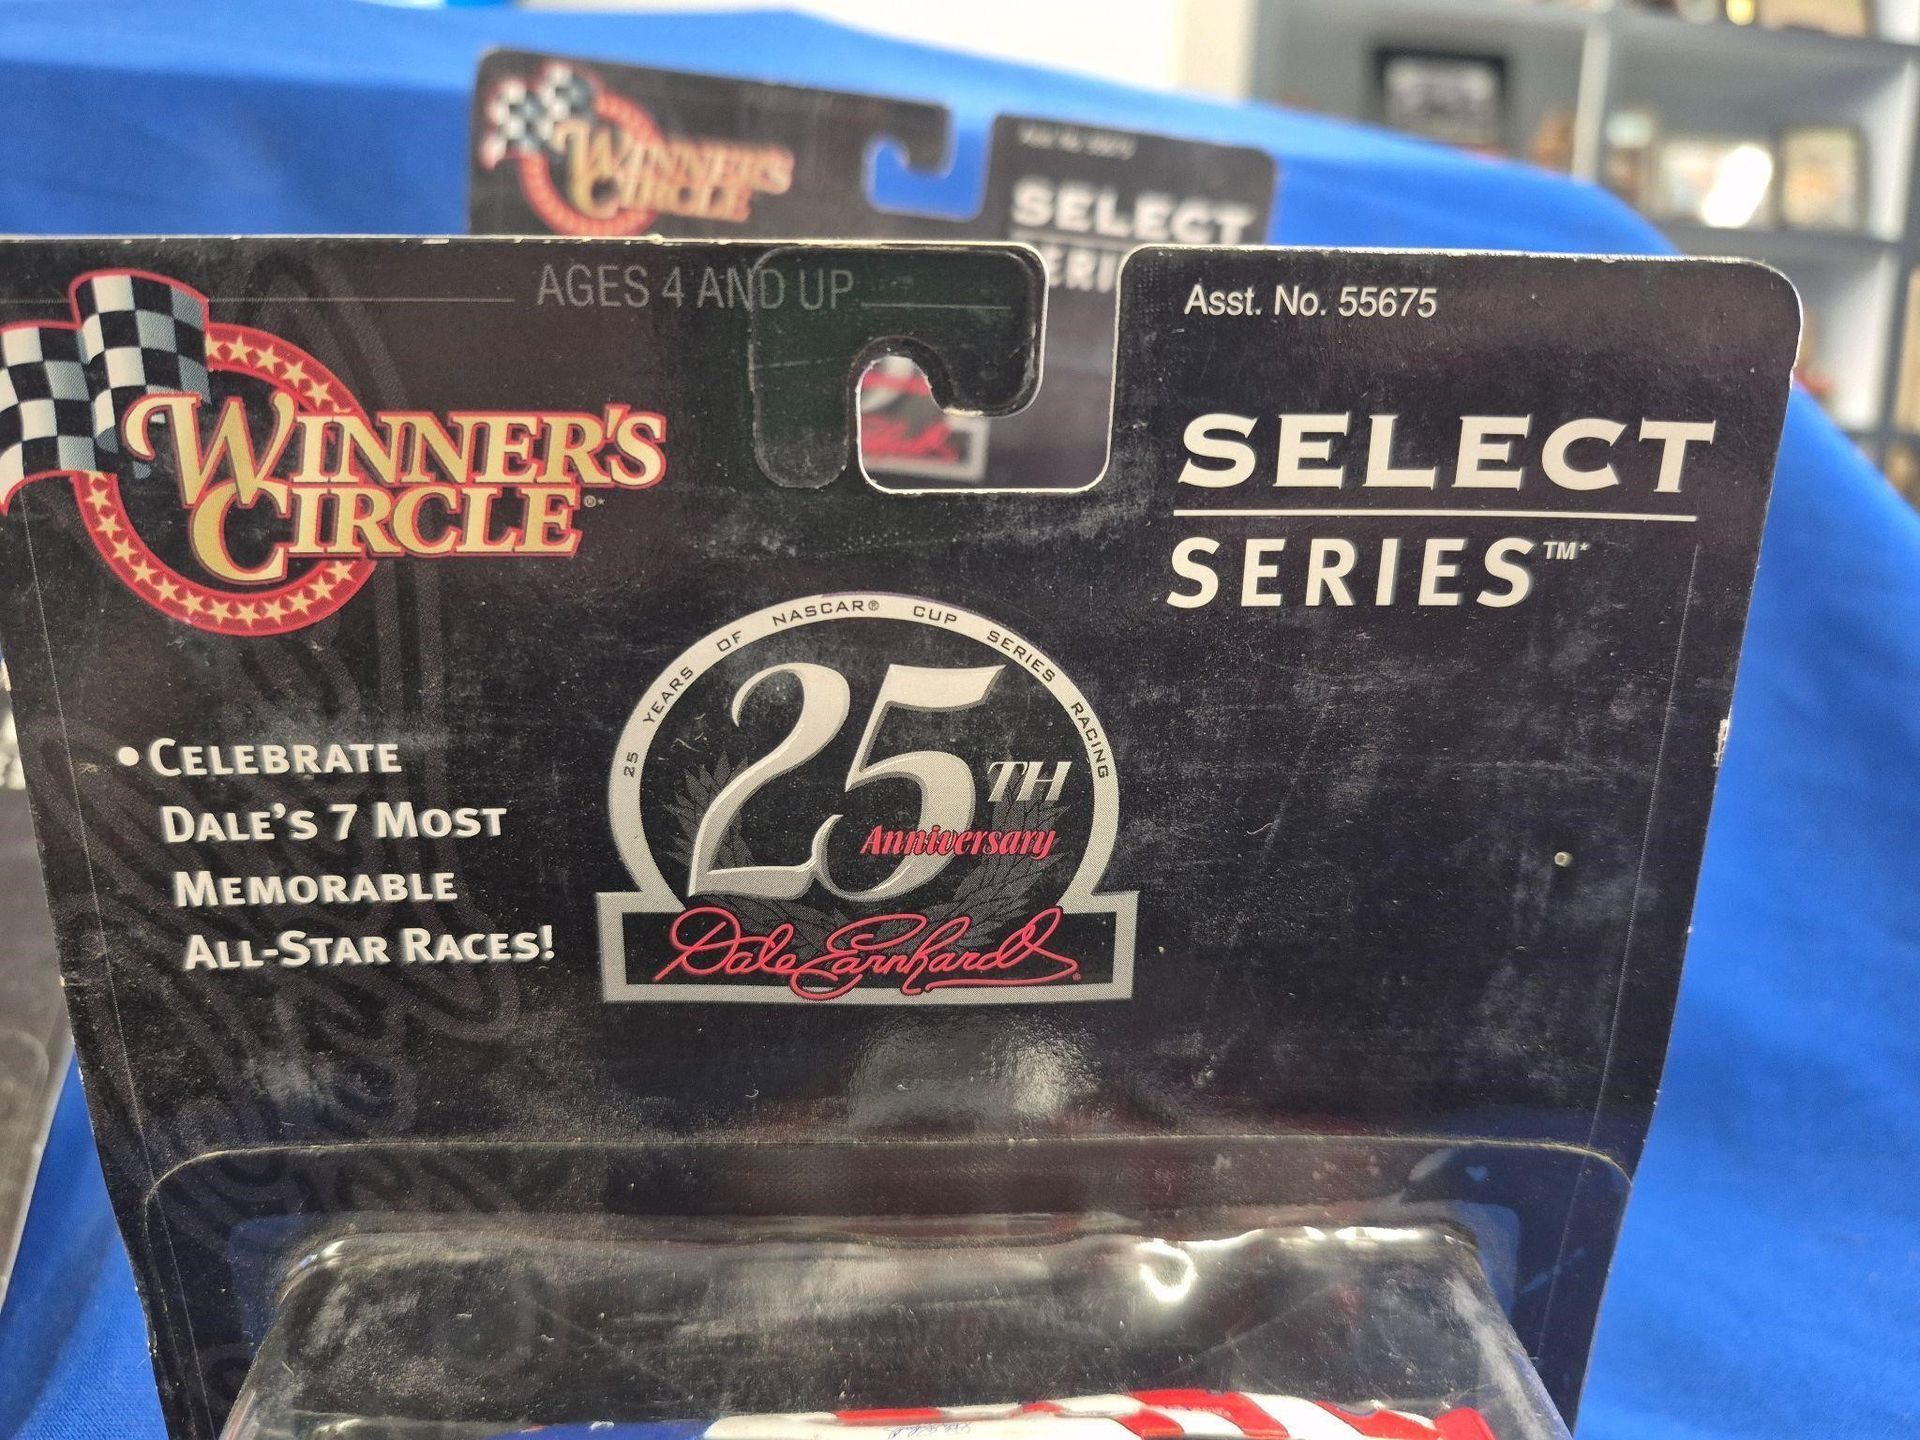 WINNER'S
CIRCLE
SELECT
AGES 4 AND UP
Asst. No. 55675
WINNER'S
CIRCLE®*
SELECT
SERIES™*
25 YEARS OF NASCAR® CUP SERIES RACING
25TH
Anniversary
Dale Earnhardt®
• CELEBRATE
DALE'S 7 MOST
MEMORABLE
ALL-STAR RACES!